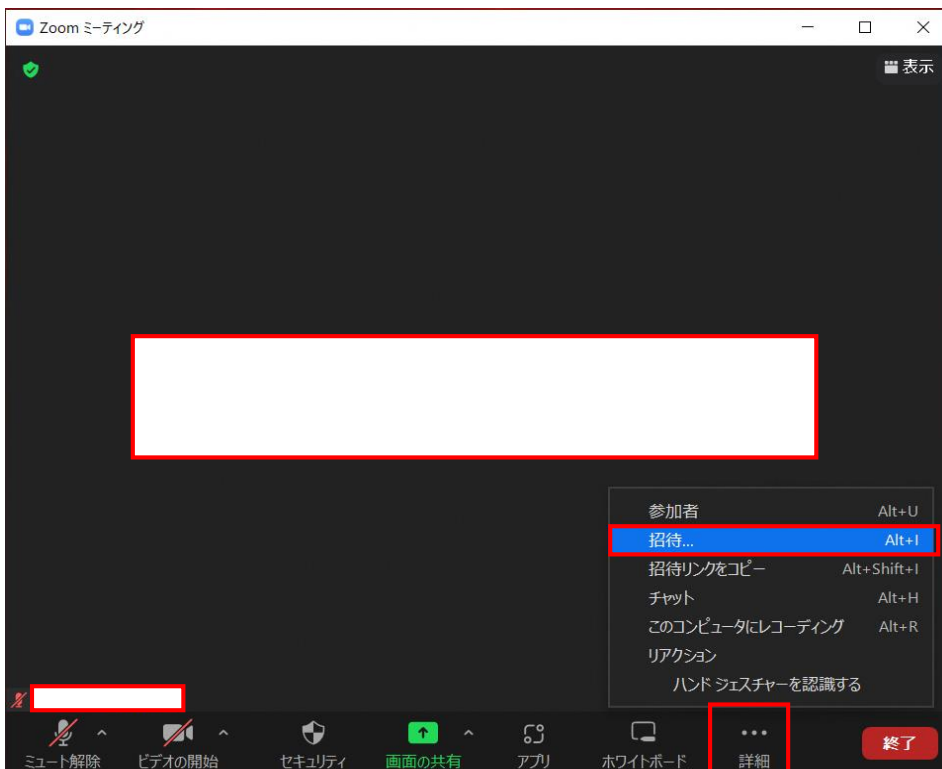 Zoom ミーティング
表示
参加者 Alt+U
招待... Alt+I
招待リンクをコピー Alt+Shift+I
チャット Alt+H
このコンピュータにレコーディング Alt+R
リアクション
ハンド ジェスチャーを認識する
ミュート解除 ビデオの開始 セキュリティ 画面の共有 アプリ ホワイトボード 詳細 終了